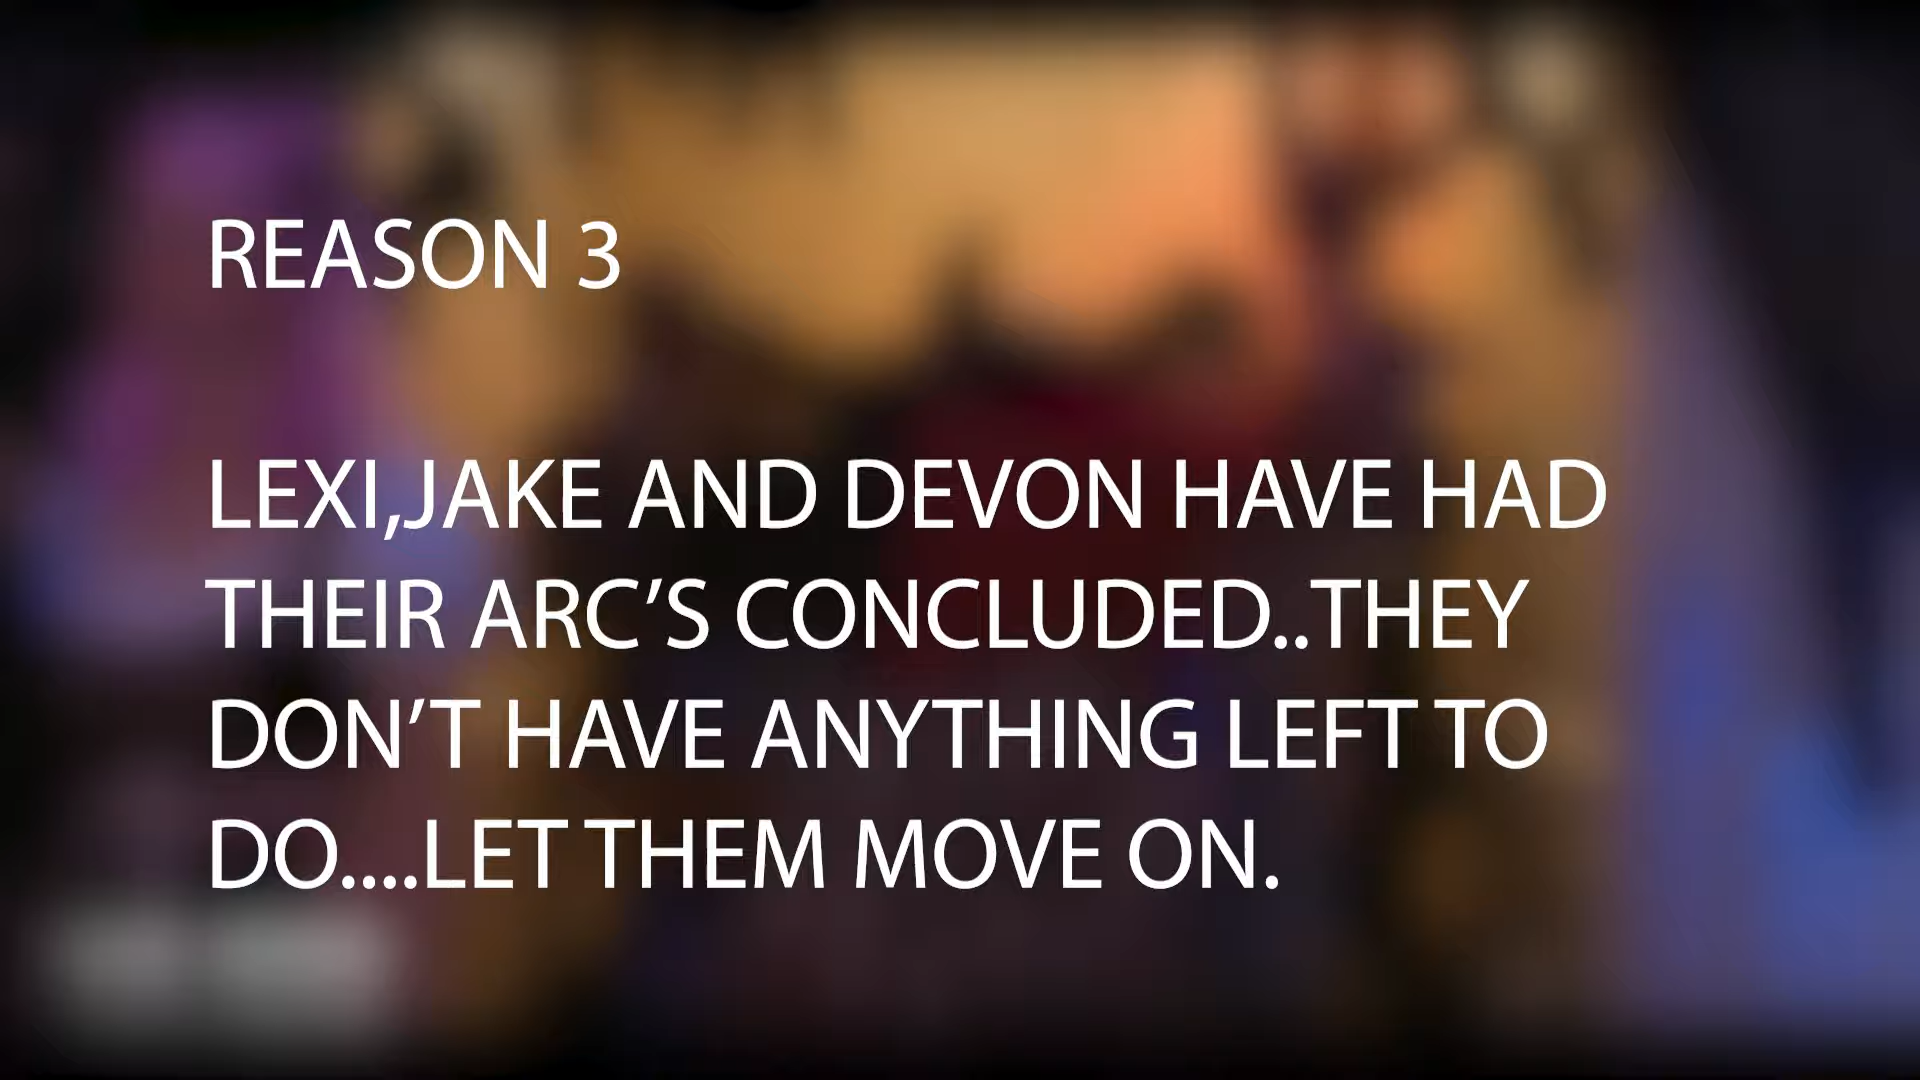 REASON 3
LEXI,JAKE AND DEVON HAVE HAD
THEIR ARC’S CONCLUDED..THEY
DON’T HAVE ANYTHING LEFT TO
DO....LET THEM MOVE ON.